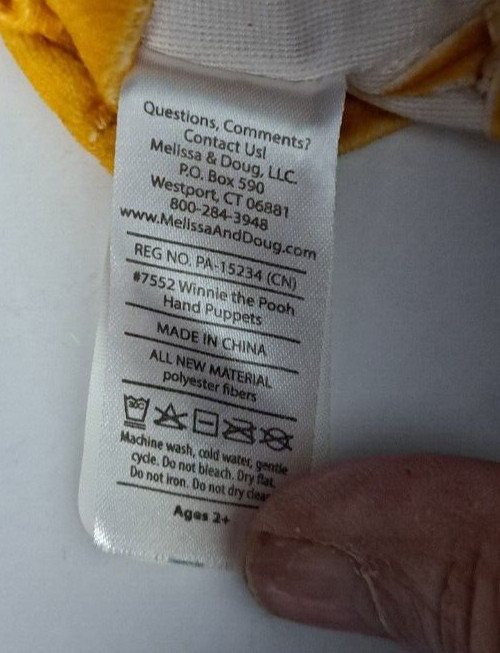 Questions, Comments?
Contact Us!
Melissa & Doug, LLC.
P.O. Box 590
Westport, CT 06881
800-284-3948
www.MelissaAndDoug.com
REG NO. PA-15234 (CN)
#7552 Winnie the Pooh
Hand Puppets
MADE IN CHINA
ALL NEW MATERIAL
polyester fibers
Machine wash, cold water, gentle
cycle. Do not bleach. Dry flat.
Do not iron. Do not dry clean
Ages 2+